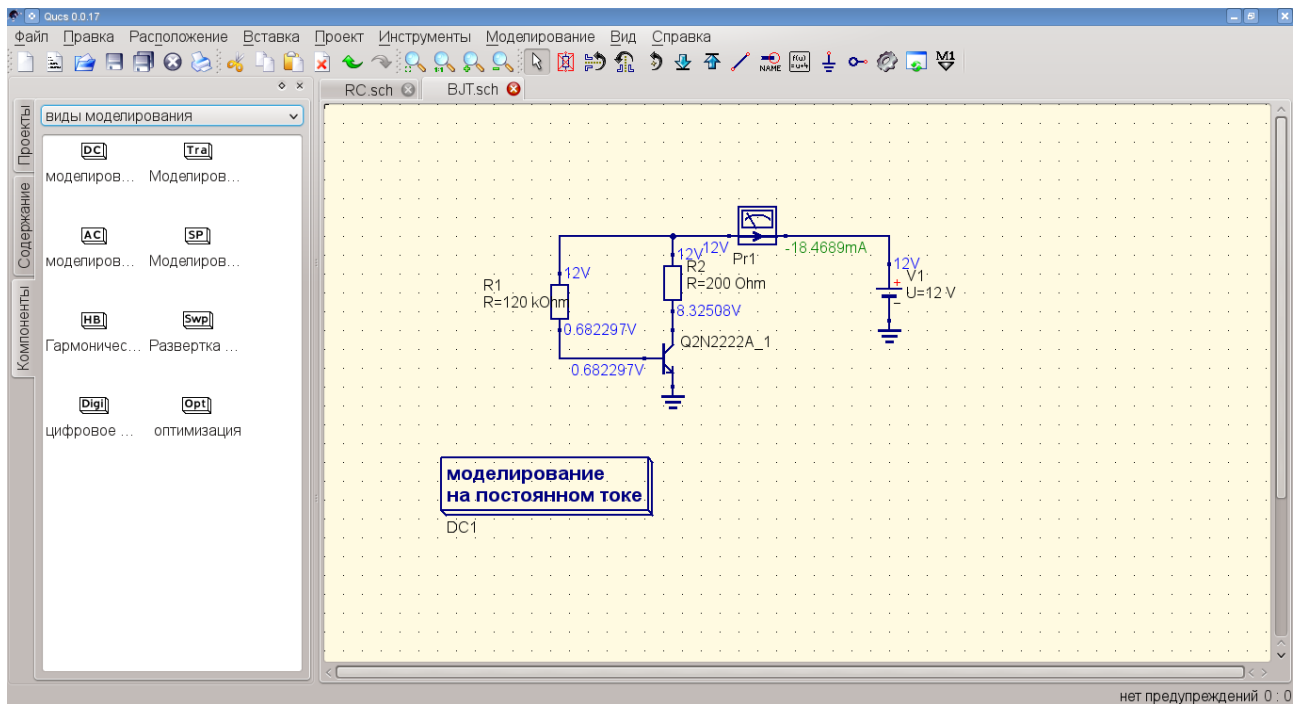 Qucs 0.0.17
Файл Правка Расположение Вставка Проект Инструменты Моделирование Вид Справка
NAME
M1
RC.sch BJT.sch
Проекты
Содержание
Компоненты
виды моделирования
DC Tra
моделиров... Моделиров...
AC SP
моделиров... Моделиров...
HB Swp
Гармоничес... Развертка ...
Digi Opt
цифровое ... оптимизация
12V
12V
Pr1
-18.4689mA
12V
R1
R=120 kOhm
12V
R2
R=200 Ohm
V1
U=12 V
0.682297V
8.32508V
Q2N2222A_1
0.682297V
моделирование
на постоянном токе
DC1
нет предупреждений 0 : 0